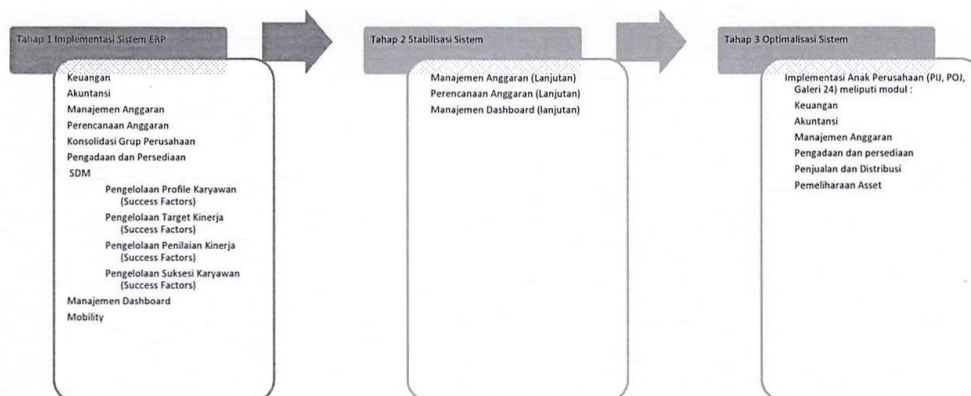 Tahap 1 Implementasi Sistem ERP
Keuangan
Akuntansi
Manajemen Anggaran
Perencanaan Anggaran
Konsolidasi Grup Perusahaan
Pengadaan dan Persediaan
SDM
Pengelolaan Profile Karyawan
(Success Factors)
Pengelolaan Target Kinerja
(Success Factors)
Pengelolaan Penilaian Kinerja
(Success Factors)
Pengelolaan Suksesi Karyawan
(Success Factors)
Manajemen Dashboard
Mobility
Tahap 2 Stabilisasi Sistem
Manajemen Anggaran (Lanjutan)
Perencanaan Anggaran (Lanjutan)
Manajemen Dashboard (lanjutan)
Tahap 3 Optimalisasi Sistem
Implementasi Anak Perusahaan (PIJ, POJ,
Galeri 24) meliputi modul :
Keuangan
Akuntansi
Manajemen Anggaran
Pengadaan dan persediaan
Penjualan dan Distribusi
Pemeliharaan Asset